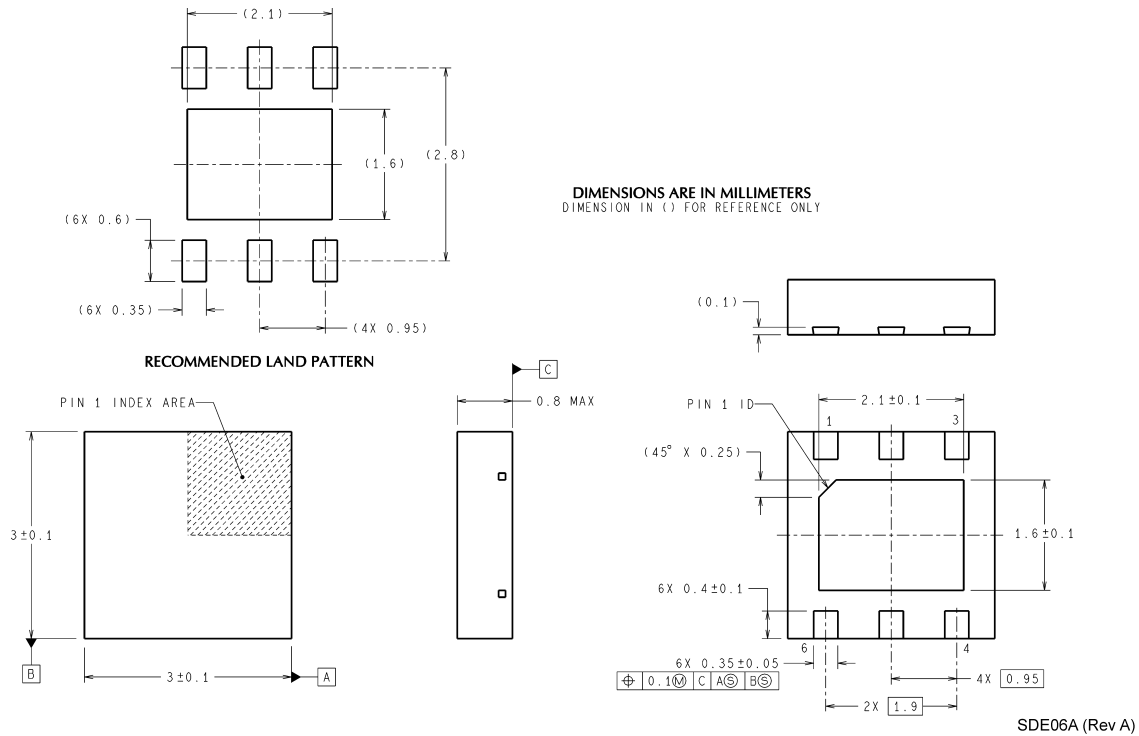 (2.1)
(1.6)
(2.8)
(6X 0.6)
(6X 0.35)
(4X 0.95)
RECOMMENDED LAND PATTERN
DIMENSIONS ARE IN MILLIMETERS
DIMENSION IN () FOR REFERENCE ONLY
(0.1)
PIN 1 INDEX AREA
3±0.1
B
3±0.1
A
C
0.8 MAX
PIN 1 ID
2.1±0.1
1
3
(45° X 0.25)
1.6±0.1
6X 0.4±0.1
6
4
6X 0.35±0.05
⌖ 0.1Ⓜ C AⓈ BⓈ
4X 0.95
2X 1.9
SDE06A (Rev A)